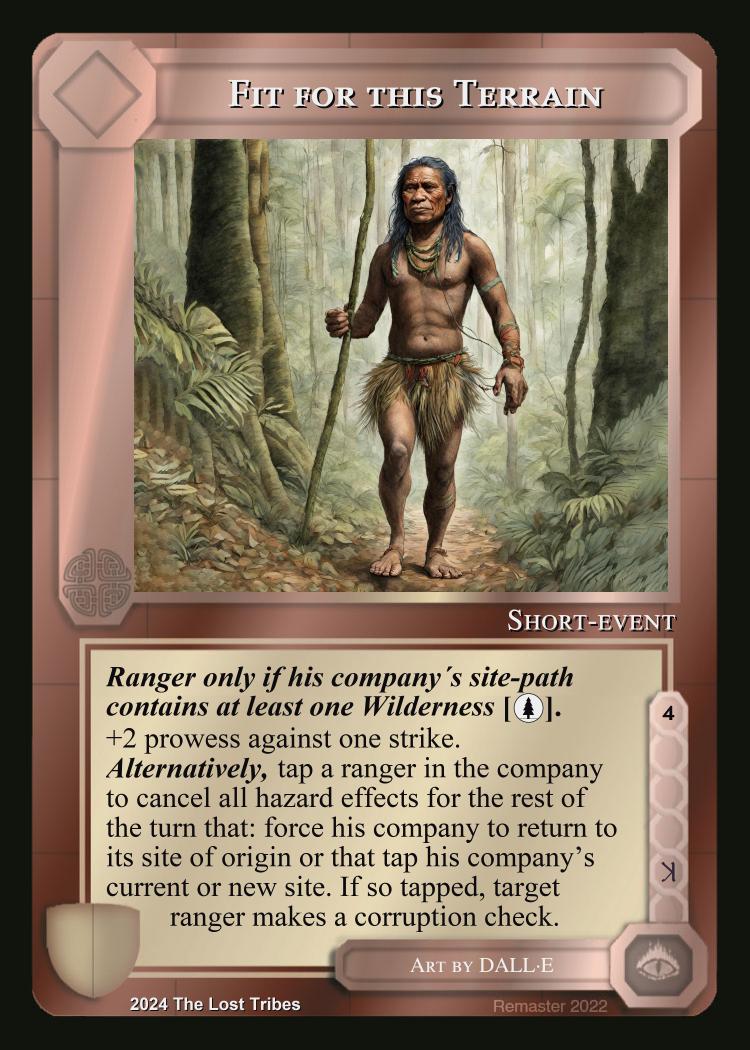 Fit for this Terrain
Short-event
Ranger only if his company´s site-path
contains at least one Wilderness [ ].
+2 prowess against one strike.
Alternatively, tap a ranger in the company
to cancel all hazard effects for the rest of
the turn that: force his company to return to
its site of origin or that tap his company’s
current or new site. If so tapped, target
ranger makes a corruption check.
4
Art by DALL·E
2024 The Lost Tribes
Remaster 2022